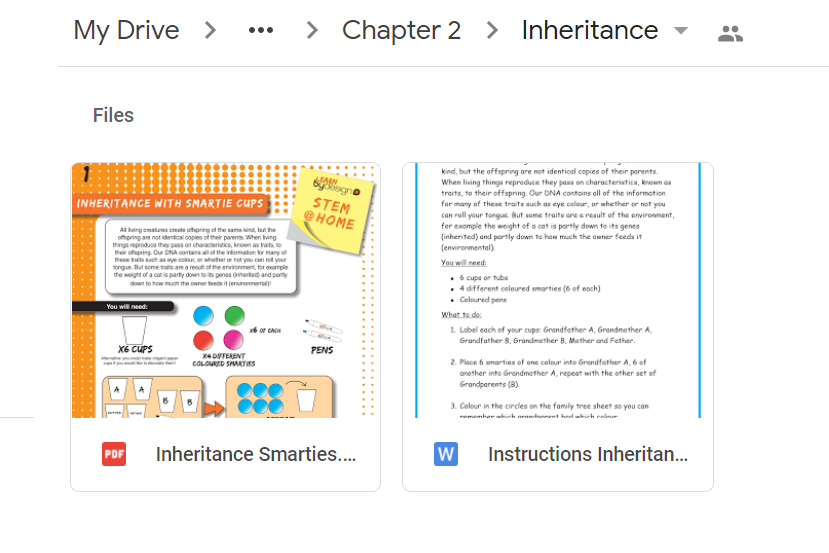 My Drive > ••• > Chapter 2 > Inheritance
Files
1
LEARN
byDesign
STEM
@HOME
INHERITANCE WITH SMARTIE CUPS
All living creatures create offspring of the same kind, but the
offspring are not identical copies of their parents. When living
things reproduce they pass on characteristics, known as traits, to
their offspring. Our DNA contains all of the information for many of
these traits such as eye colour, or whether or not you can roll your
tongue. But some traits are a result of the environment, for example
the weight of a cat is partly down to its genes (inherited) and partly
down to how much the owner feeds it (environmental)!
You will need:
X6 CUPS
Alternative: you could make origami paper
cups if you would like to decorate them!
X6 OF EACH
X4 DIFFERENT
COLOURED SMARTIES
PENS
A
A
B
B
kind, but the offspring are not identical copies of their parents.
When living things reproduce they pass on characteristics, known as
traits, to their offspring. Our DNA contains all of the information
for many of these traits such as eye colour, or whether or not you
can roll your tongue. But some traits are a result of the environment,
for example the weight of a cat is partly down to its genes
(inherited) and partly down to how much the owner feeds it
(environmental).
You will need:
• 6 cups or tubs
• 4 different coloured smarties (6 of each)
• Coloured pens
What to do:
1. Label each of your cups: Grandfather A, Grandmother A,
Grandfather B, Grandmother B, Mother and Father.
2. Place 6 smarties of one colour into Grandfather A, 6 of
another into Grandmother A, repeat with the other set of
Grandparents (B).
3. Colour in the circles on the family tree sheet so you can
remember which grandparent had which colour
PDF
Inheritance Smarties....
W
Instructions Inheritan...